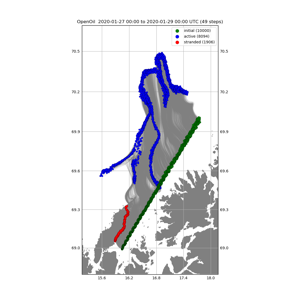 OpenOil 2020-01-27 00:00 to 2020-01-29 00:00 UTC (49 steps)
initial (10000)
active (8094)
stranded (1906)
70.5 70.5
70.2 70.2
69.9 69.9
69.6 69.6
69.3 69.3
69.0 69.0
15.6 16.2 16.8 17.4 18.0